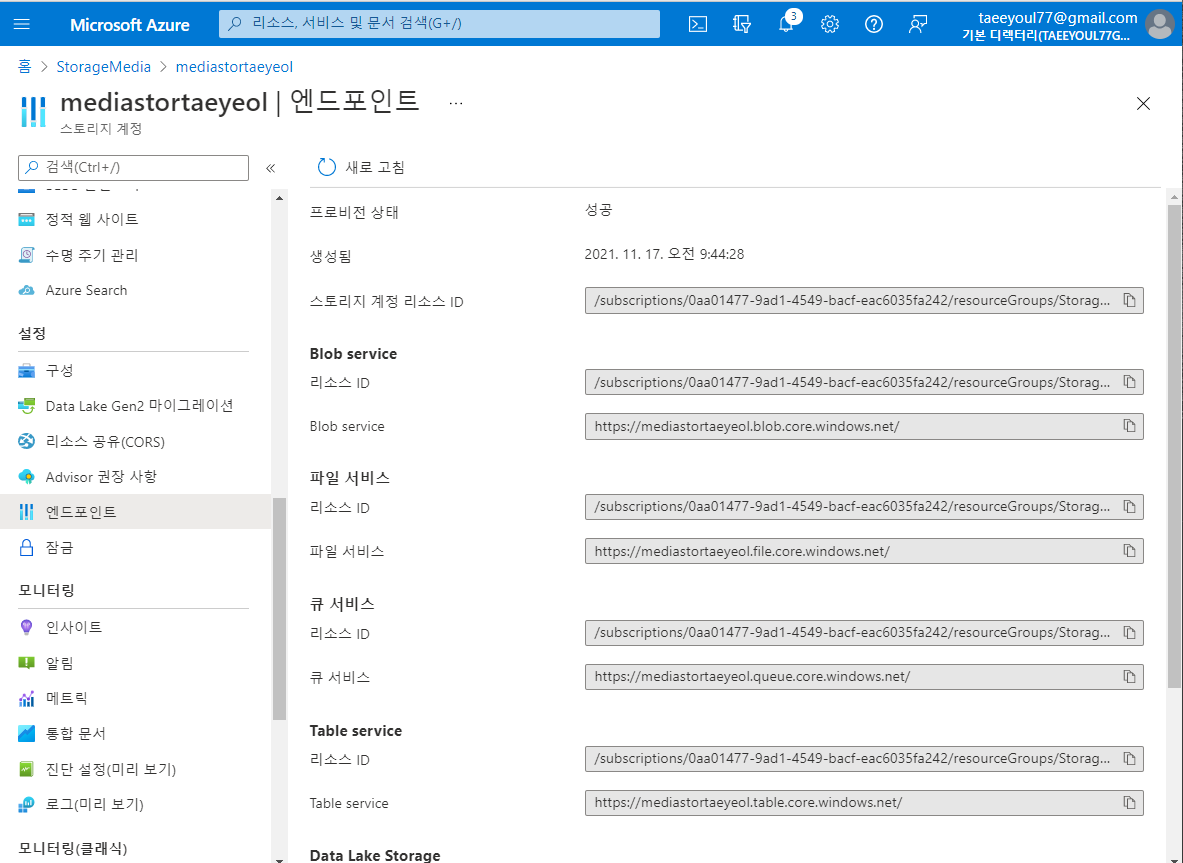 Microsoft Azure
리소스, 서비스 및 문서 검색(G+/)
3
taeeyoul77@gmail.com
기본 디렉터리(TAEEYOUL77G...
홈 > StorageMedia > mediastortaeyeol
mediastortaeyeol | 엔드포인트 ...
스토리지 계정
검색(Ctrl+/)
«
정적 웹 사이트
수명 주기 관리
Azure Search
설정
구성
Data Lake Gen2 마이그레이션
리소스 공유(CORS)
Advisor 권장 사항
엔드포인트
잠금
모니터링
인사이트
알림
메트릭
통합 문서
진단 설정(미리 보기)
로그(미리 보기)
모니터링(클래식)
새로 고침
프로비전 상태
성공
생성됨
2021. 11. 17. 오전 9:44:28
스토리지 계정 리소스 ID
/subscriptions/0aa01477-9ad1-4549-bacf-eac6035fa242/resourceGroups/Storag...
Blob service
리소스 ID
/subscriptions/0aa01477-9ad1-4549-bacf-eac6035fa242/resourceGroups/Storag...
Blob service
https://mediastortaeyeol.blob.core.windows.net/
파일 서비스
리소스 ID
/subscriptions/0aa01477-9ad1-4549-bacf-eac6035fa242/resourceGroups/Storag...
파일 서비스
https://mediastortaeyeol.file.core.windows.net/
큐 서비스
리소스 ID
/subscriptions/0aa01477-9ad1-4549-bacf-eac6035fa242/resourceGroups/Storag...
큐 서비스
https://mediastortaeyeol.queue.core.windows.net/
Table service
리소스 ID
/subscriptions/0aa01477-9ad1-4549-bacf-eac6035fa242/resourceGroups/Storag...
Table service
https://mediastortaeyeol.table.core.windows.net/
Data Lake Storage